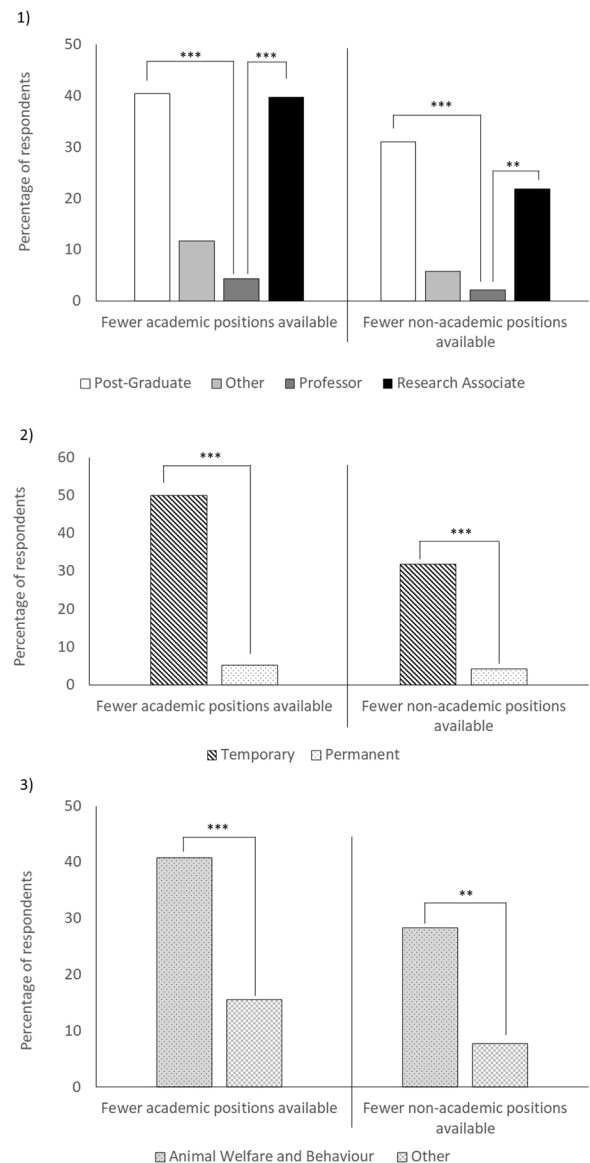 1)
Percentage of respondents
50
40
30
20
10
0
***
***
***
**
Fewer academic positions available
Fewer non-academic positions
available
Post-Graduate
Other
Professor
Research Associate
2)
Percentage of respondents
60
50
40
30
20
10
0
***
***
Fewer academic positions available
Fewer non-academic positions
available
Temporary
Permanent
3)
Percentage of respondents
50
40
30
20
10
0
***
**
Fewer academic positions available
Fewer non-academic positions
available
Animal Welfare and Behaviour
Other